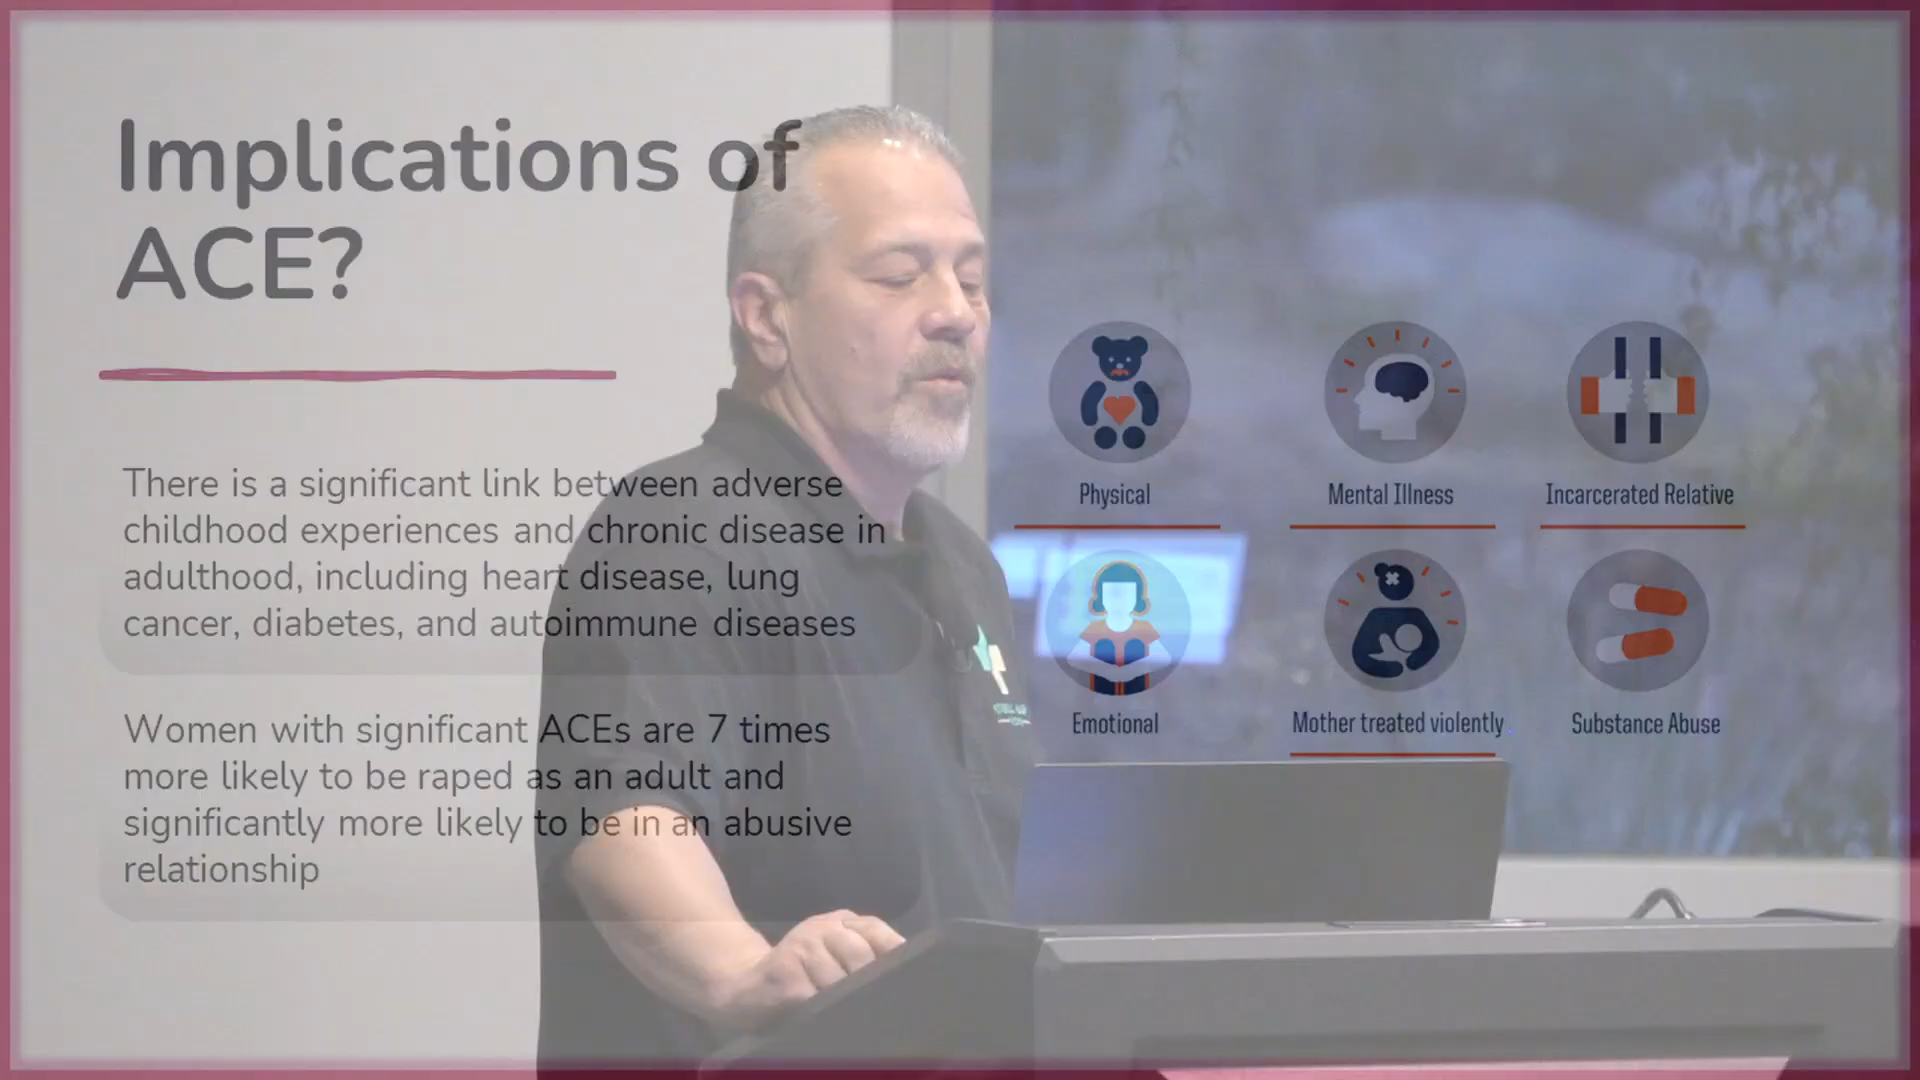 Implications of
ACE?
There is a significant link between adverse
childhood experiences and chronic disease in
adulthood, including heart disease, lung
cancer, diabetes, and autoimmune diseases
Women with significant ACEs are 7 times
more likely to be raped as an adult and
significantly more likely to be in an abusive
relationship
Physical
Mental Illness
Incarcerated Relative
Emotional
Mother treated violently
Substance Abuse